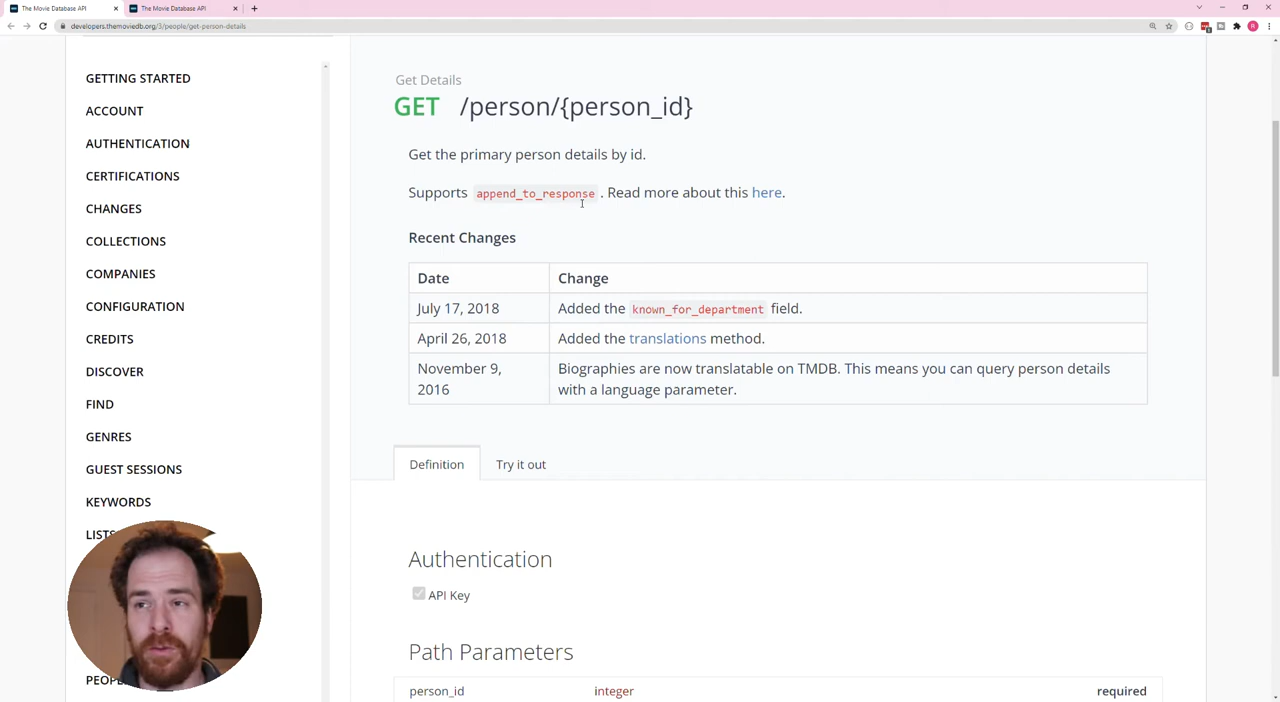 The Movie Database API
The Movie Database API
developers.themoviedb.org/3/people/get-person-details
GETTING STARTED
ACCOUNT
AUTHENTICATION
CERTIFICATIONS
CHANGES
COLLECTIONS
COMPANIES
CONFIGURATION
CREDITS
DISCOVER
FIND
GENRES
GUEST SESSIONS
KEYWORDS
Get Details
GET /person/{person_id}
Get the primary person details by id.
Supports append_to_response . Read more about this here.
Recent Changes
Date Change
July 17, 2018 Added the known_for_department field.
April 26, 2018 Added the translations method.
November 9, 2016 Biographies are now translatable on TMDB. This means you can query person details
with a language parameter.
Definition Try it out
Authentication
API Key
Path Parameters
person_id integer required